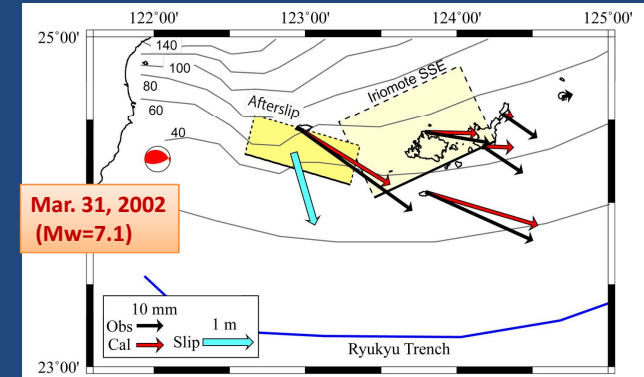 122°00' 123°00' 124°00' 125°00'
25°00'
140
100
80
60
40
Afterslip
Iriomote SSE
Mar. 31, 2002
(Mw=7.1)
10 mm
Obs
1 m
Cal
Slip
Ryukyu Trench
23°00'